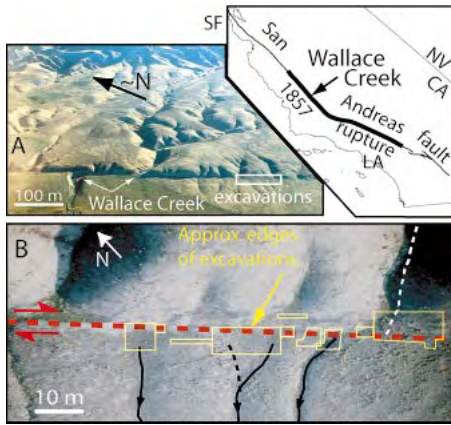 SF
San
NV
CA
Wallace
Creek
1857
Andreas
rupture
fault
LA
~N
A
100 m
excavations
Wallace Creek
B
N
Approx. edges
of excavations
10 m